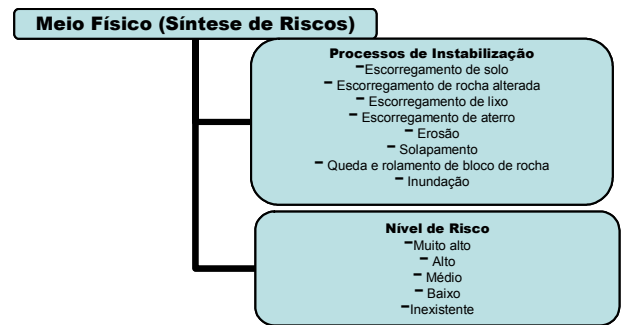 Meio Físico (Síntese de Riscos)
Processos de Instabilização
-Escorregamento de solo
- Escorregamento de rocha alterada
- Escorregamento de lixo
- Escorregamento de aterro
- Erosão
- Solapamento
- Queda e rolamento de bloco de rocha
- Inundação
Nível de Risco
-Muito alto
- Alto
- Médio
- Baixo
-Inexistente